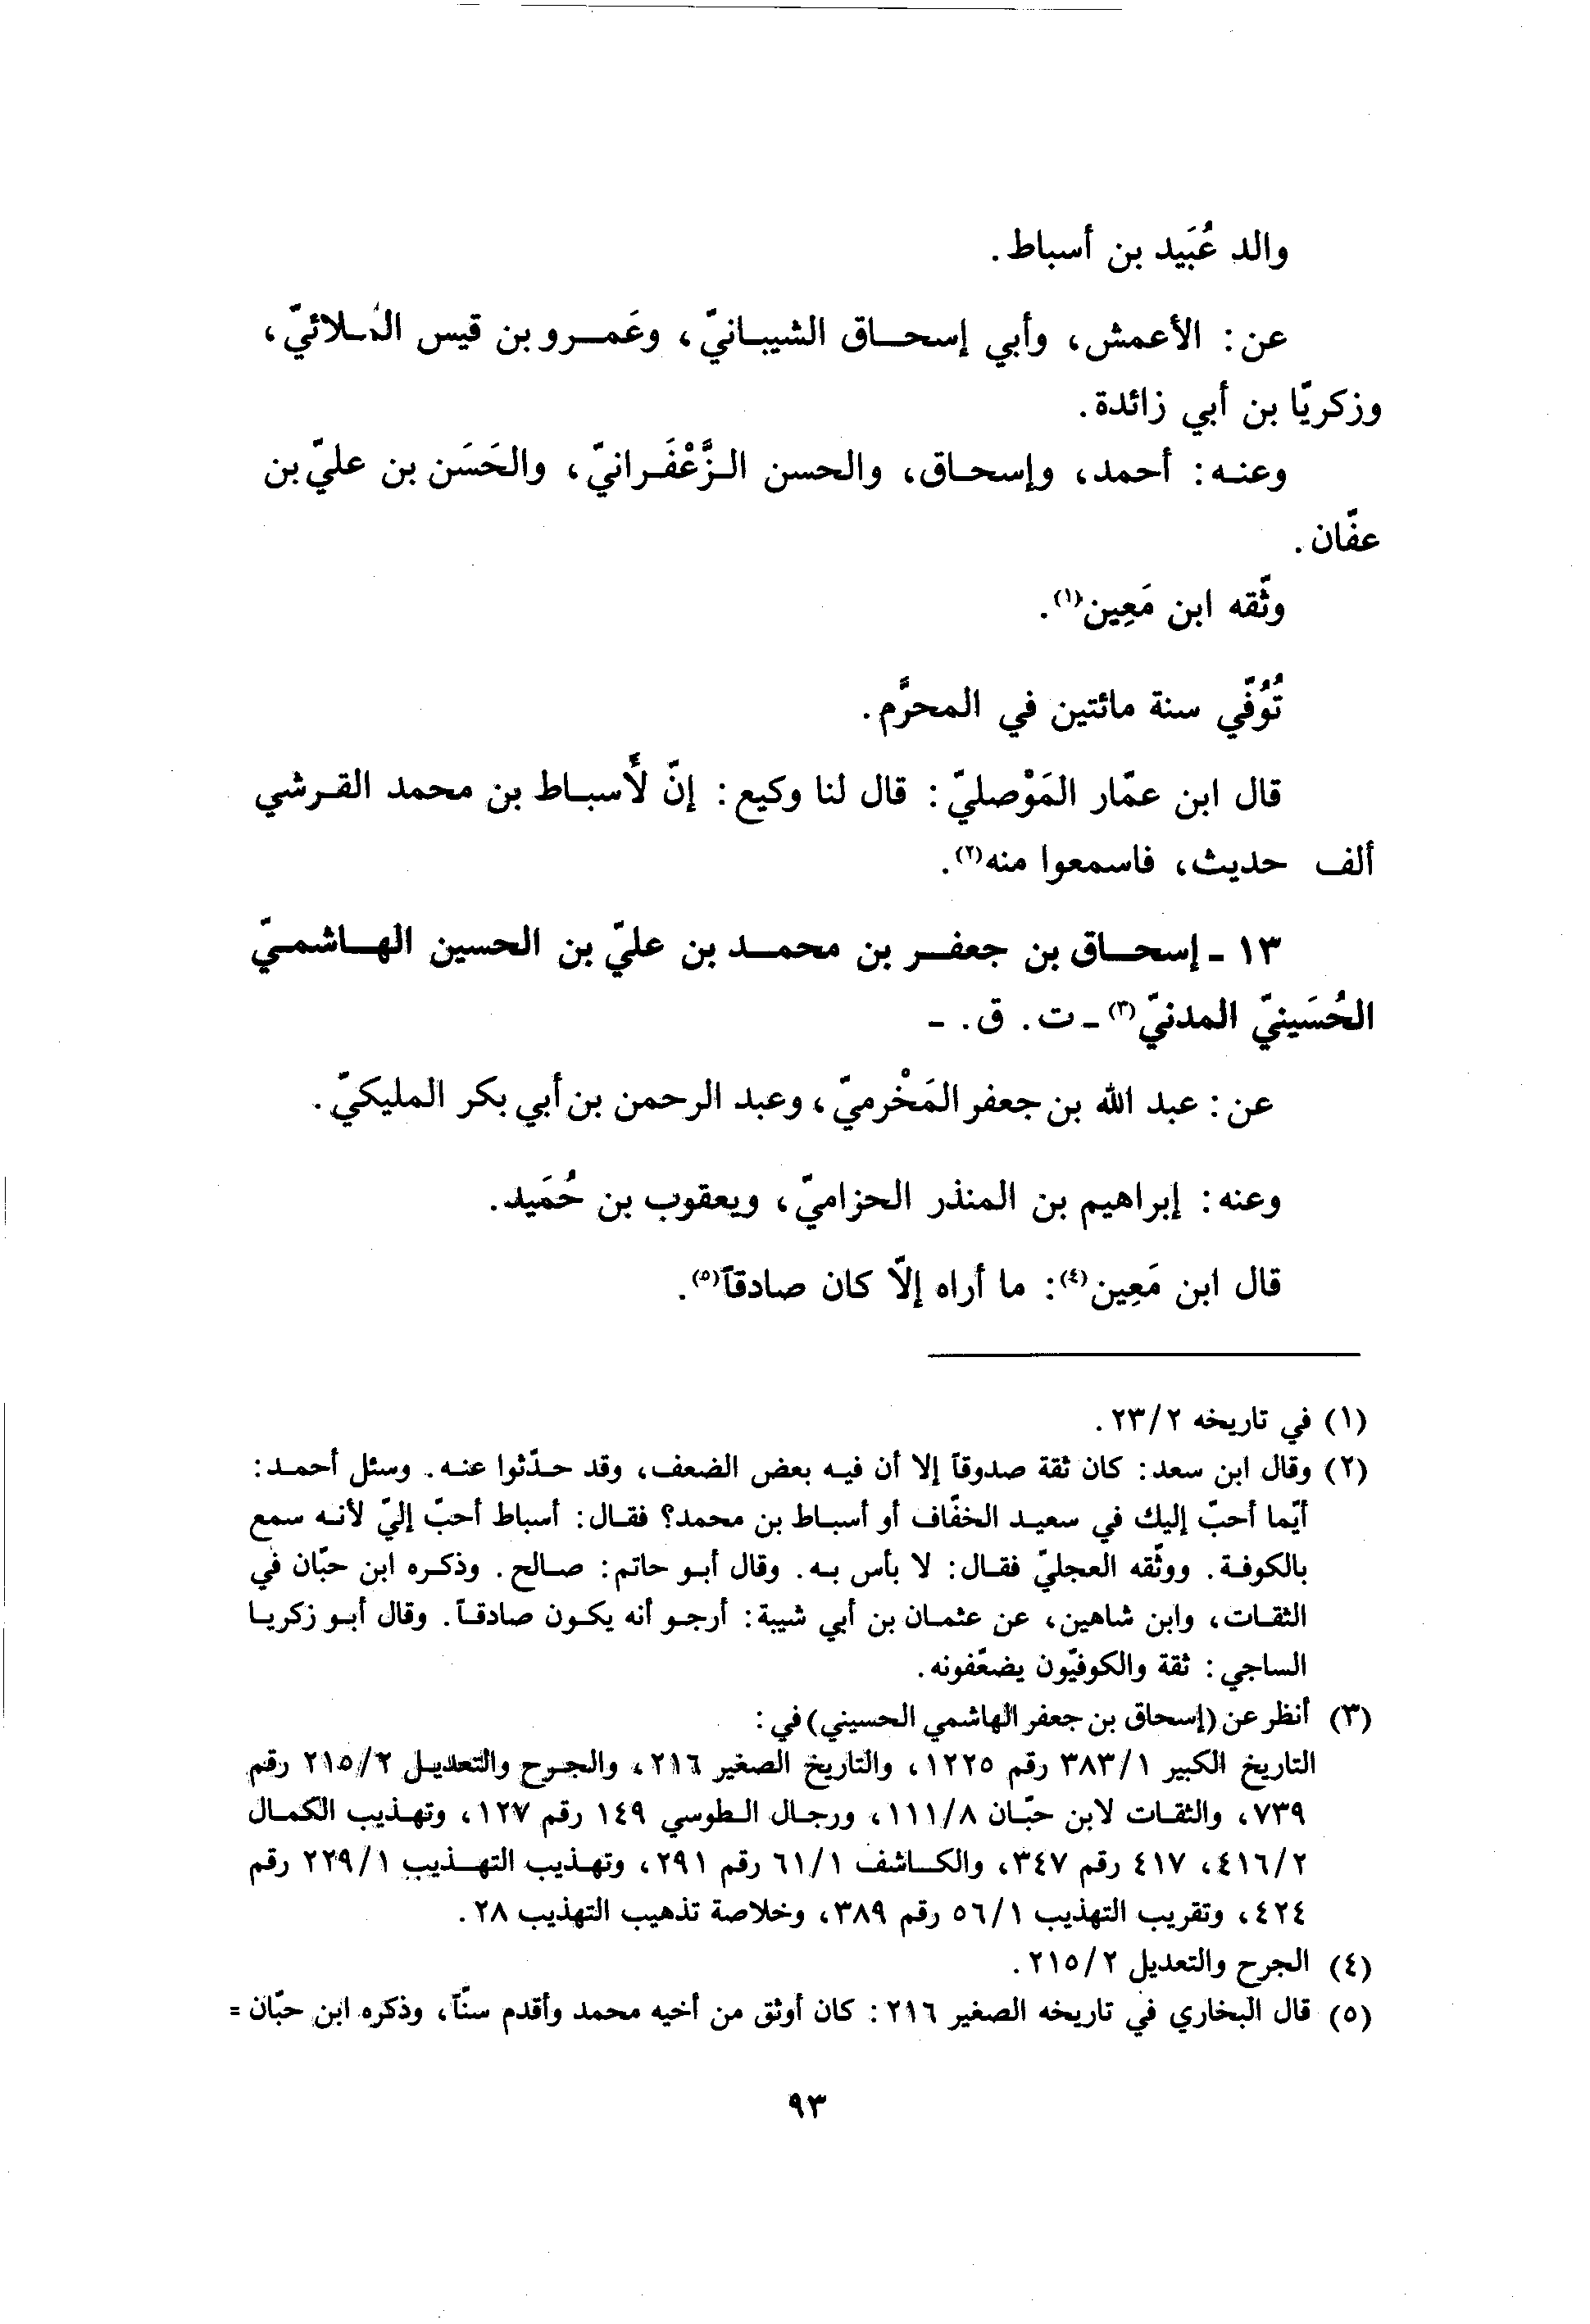 والد عُبَيد بن أسباط.
عن: الأعمش، وأبي إسحاق الشيبانيّ، وعَمرو بن قيس المُلائيّ،
وزكريّا بن أبي زائدة.
وعنه: أحمد، وإسحاق، والحسن الزَّعْفَرانيّ، والحَسَن بن عليّ بن
عفّان.
وثّقه ابن مَعِين(١).
تُوُفّي سنة مائتين في المحرَّم.
قال ابن عمّار المَوْصليّ: قال لنا وكيع: إنّ لأَسباط بن محمد القرشي
ألف حديث، فاسمعوا منه(٢).
١٣ - إسحاق بن جعفر بن محمد بن عليّ بن الحسين الهاشميّ
الحُسَينيّ المدنيّ(٣) - ت. ق. -
عن: عبد الله بن جعفر المَخْرميّ، وعبد الرحمن بن أبي بكر المليكيّ.
وعنه: إبراهيم بن المنذر الحزاميّ، ويعقوب بن حُمَيد.
قال ابن مَعِين(٤): ما أراه إلّا كان صادقاً(٥).
(١) في تاريخه ٢٣/٢.
(٢) وقال ابن سعد: كان ثقة صدوقاً إلا أن فيه بعض الضعف، وقد حدّثوا عنه. وسئل أحمد:
أيّما أحبّ إليك في سعيد الخفّاف أو أسباط بن محمد؟ فقال: أسباط أحبّ إليّ لأنه سمع
بالكوفة. ووثّقه العجليّ فقال: لا بأس به. وقال أبو حاتم: صالح. وذكره ابن حبّان في
الثقات، وابن شاهين، عن عثمان بن أبي شيبة: أرجو أنه يكون صادقاً. وقال أبو زكريا
الساجي: ثقة والكوفيّون يضعّفونه.
(٣) أنظر عن (إسحاق بن جعفر الهاشمي الحسيني) في:
التاريخ الكبير ٣٨٣/١ رقم ١٢٢٥، والتاريخ الصغير ٢١٦، والجرح والتعديل ٢١٥/٢ رقم
٧٣٩، والثقات لابن حبّان ١١١/٨، ورجال الطوسي ١٤٩ رقم ١٢٧، وتهذيب الكمال
٤١٦/٢، ٤١٧ رقم ٣٤٧، والكاشف ٦١/١ رقم ٢٩١، وتهذيب التهذيب ٢٢٩/١ رقم
٤٢٤، وتقريب التهذيب ٥٦/١ رقم ٣٨٩، وخلاصة تذهيب التهذيب ٢٨.
(٤) الجرح والتعديل ٢١٥/٢.
(٥) قال البخاري في تاريخه الصغير ٢١٦: كان أوثق من أخيه محمد وأقدم سنّاً، وذكره ابن حبّان =
٩٣